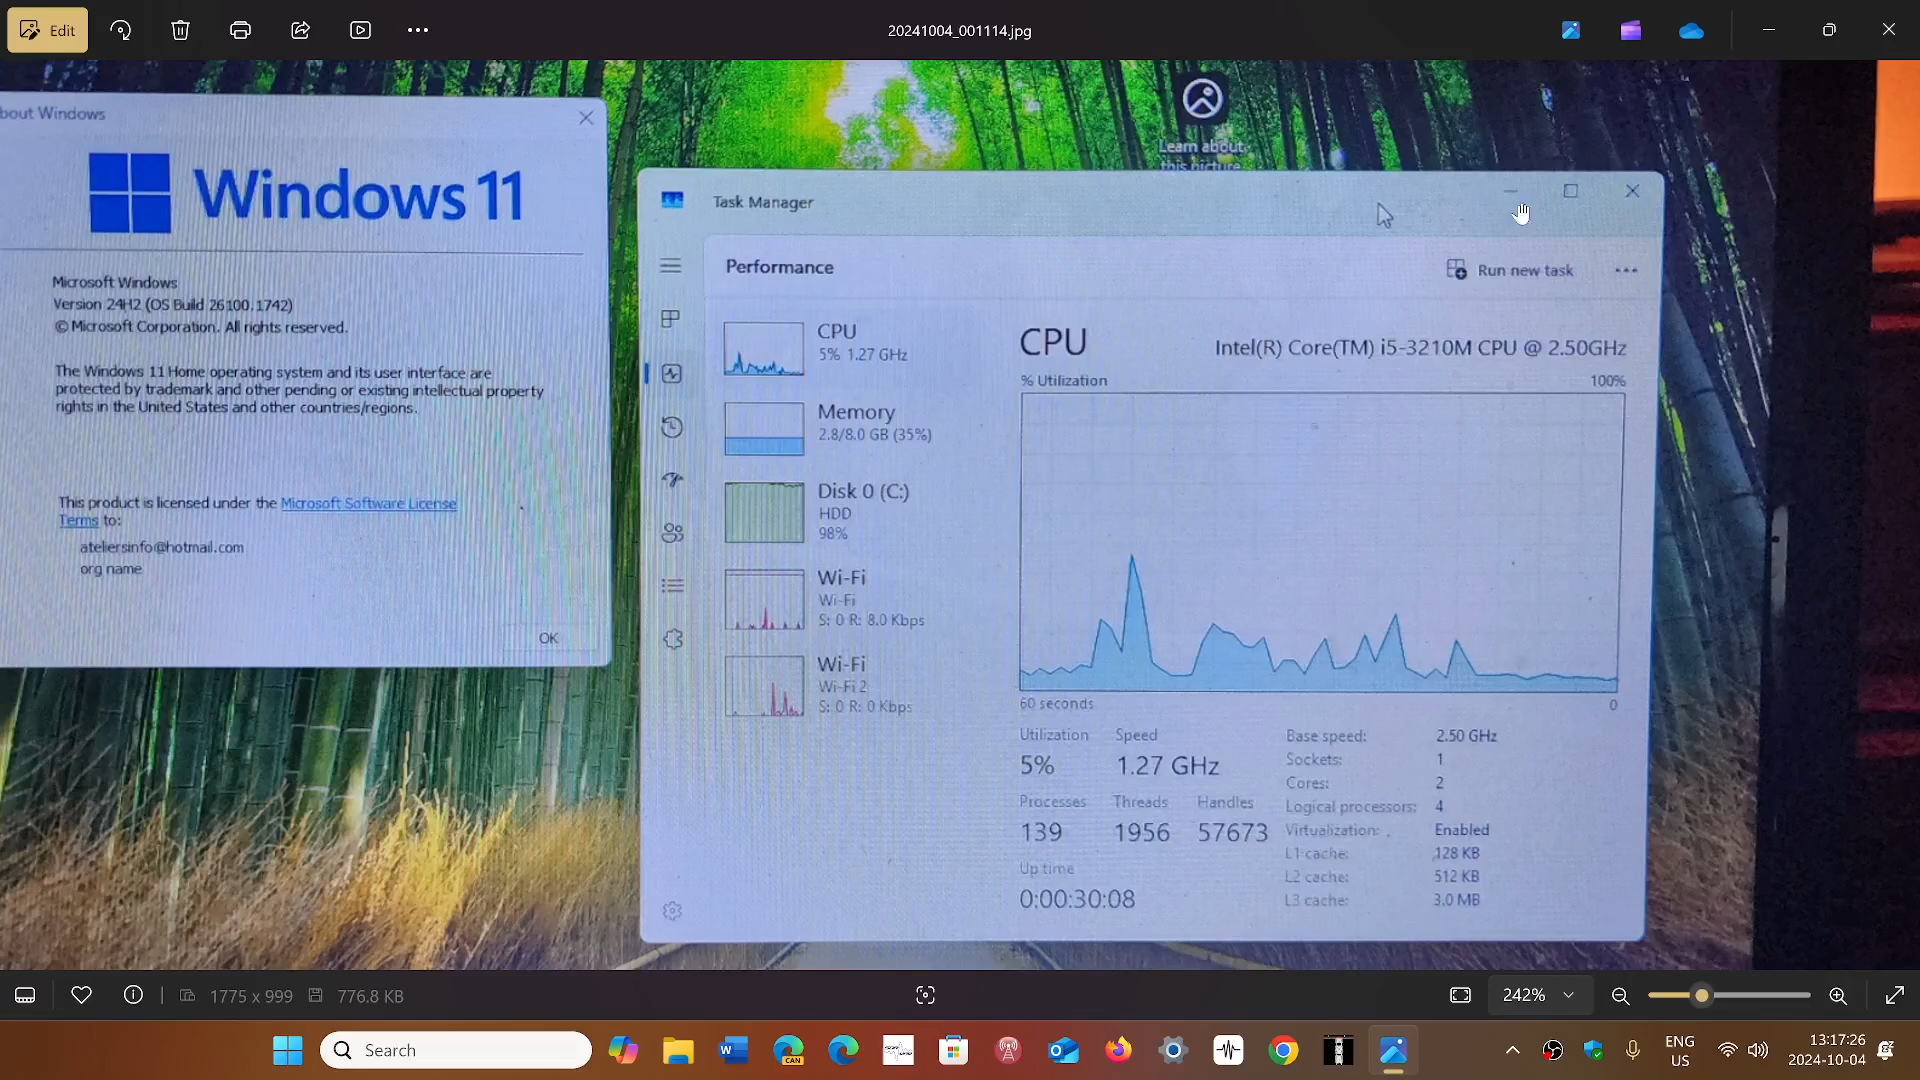 Edit
20241004_001114.jpg
bout Windows
Windows 11
Microsoft Windows
Version 24H2 (OS Build 26100.1742)
© Microsoft Corporation. All rights reserved.
The Windows 11 Home operating system and its user interface are
protected by trademark and other pending or existing intellectual property
rights in the United States and other countries/regions.
This product is licensed under the Microsoft Software License
Terms to:
ateliersinfo@hotmail.com
org name
OK
Learn about
this picture
Task Manager
Performance
Run new task
CPU
5% 1.27 GHz
Memory
2.8/8.0 GB (35%)
Disk 0 (C:)
HDD
98%
Wi-Fi
Wi-Fi
S: 0 R: 8.0 Kbps
Wi-Fi
Wi-Fi 2
S: 0 R: 0 Kbps
CPU
Intel(R) Core(TM) i5-3210M CPU @ 2.50GHz
% Utilization 100%
60 seconds 0
Utilization Speed
5% 1.27 GHz
Processes Threads Handles
139 1956 57673
Up time
0:00:30:08
Base speed: 2.50 GHz
Sockets: 1
Cores: 2
Logical processors: 4
Virtualization: Enabled
L1 cache: 128 KB
L2 cache: 512 KB
L3 cache: 3.0 MB
1775 x 999 776.8 KB
242%
Search
W
CAN
ENG
US
13:17:26
2024-10-04